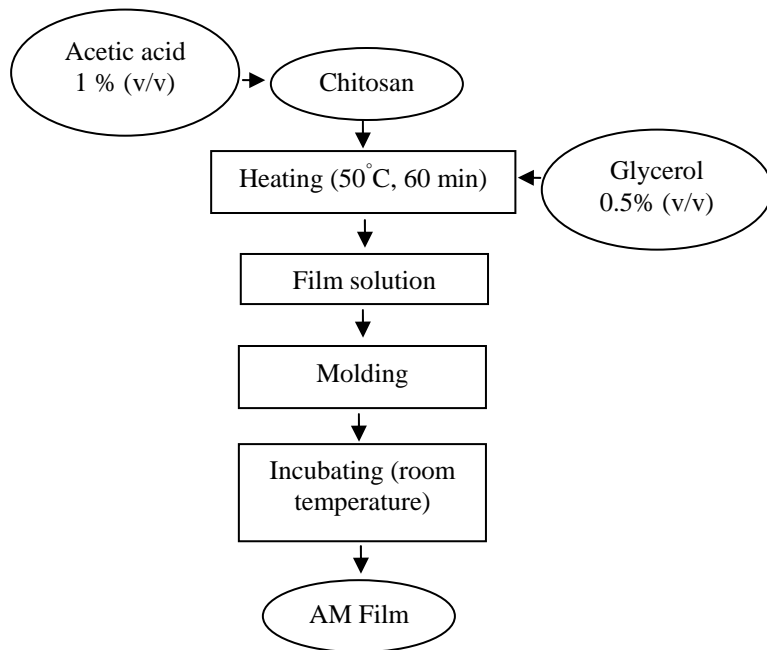 Acetic acid
1 % (v/v)
Chitosan
Heating (50°C, 60 min)
Glycerol
0.5% (v/v)
Film solution
Molding
Incubating (room
temperature)
AM Film